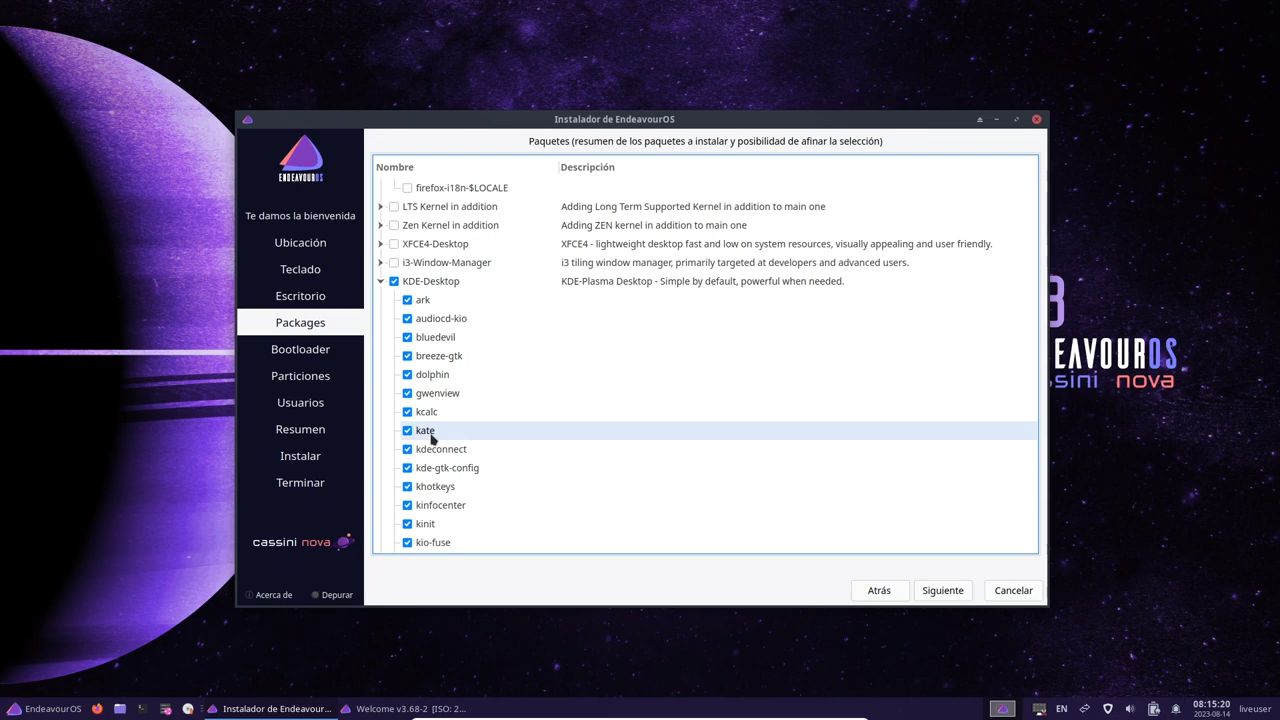 Instalador de EndeavourOS
ENDEAVOUROS
Te damos la bienvenida
Ubicación
Teclado
Escritorio
Packages
Bootloader
Particiones
Usuarios
Resumen
Instalar
Terminar
cassini nova
Acerca de
Depurar
Paquetes (resumen de los paquetes a instalar y posibilidad de afinar la selección)
Nombre Descripción
firefox-i18n-$LOCALE
LTS Kernel in addition Adding Long Term Supported Kernel in addition to main one
Zen Kernel in addition Adding ZEN kernel in addition to main one
XFCE4-Desktop XFCE4 - lightweight desktop fast and low on system resources, visually appealing and user friendly.
i3-Window-Manager i3 tiling window manager, primarily targeted at developers and advanced users.
KDE-Desktop KDE-Plasma Desktop - Simple by default, powerful when needed.
ark
audiocd-kio
bluedevil
breeze-gtk
dolphin
gwenview
kcalc
kate
kdeconnect
kde-gtk-config
khotkeys
kinfocenter
kinit
kio-fuse
Atrás Siguiente Cancelar
3
EAVOUROS
sini nova
EndeavourOS Instalador de Endeavour... Welcome v3.68-2 [ISO: 2... EN 08:15:20 liveuser
2023-08-14